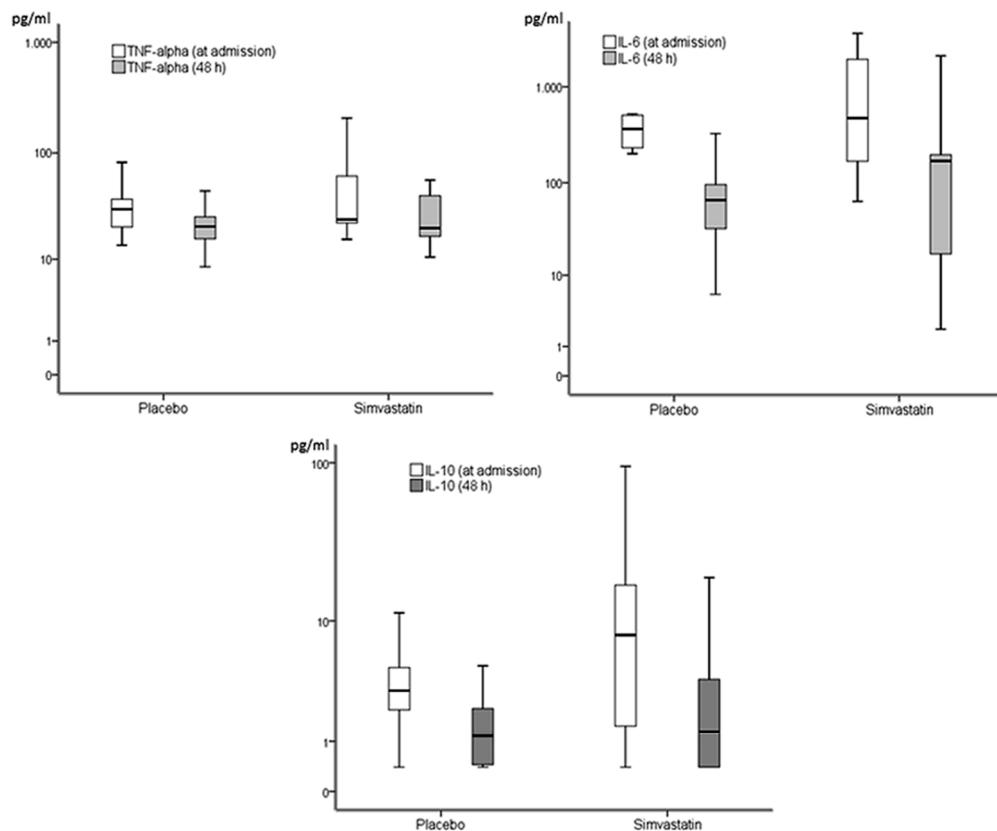 pg/ml
1.000
100
10
1
0
TNF-alpha (at admission)
TNF-alpha (48 h)
Placebo
Simvastatin
pg/ml
1.000
100
10
1
0
IL-6 (at admission)
IL-6 (48 h)
Placebo
Simvastatin
pg/ml
100
10
1
0
IL-10 (at admission)
IL-10 (48 h)
Placebo
Simvastatin